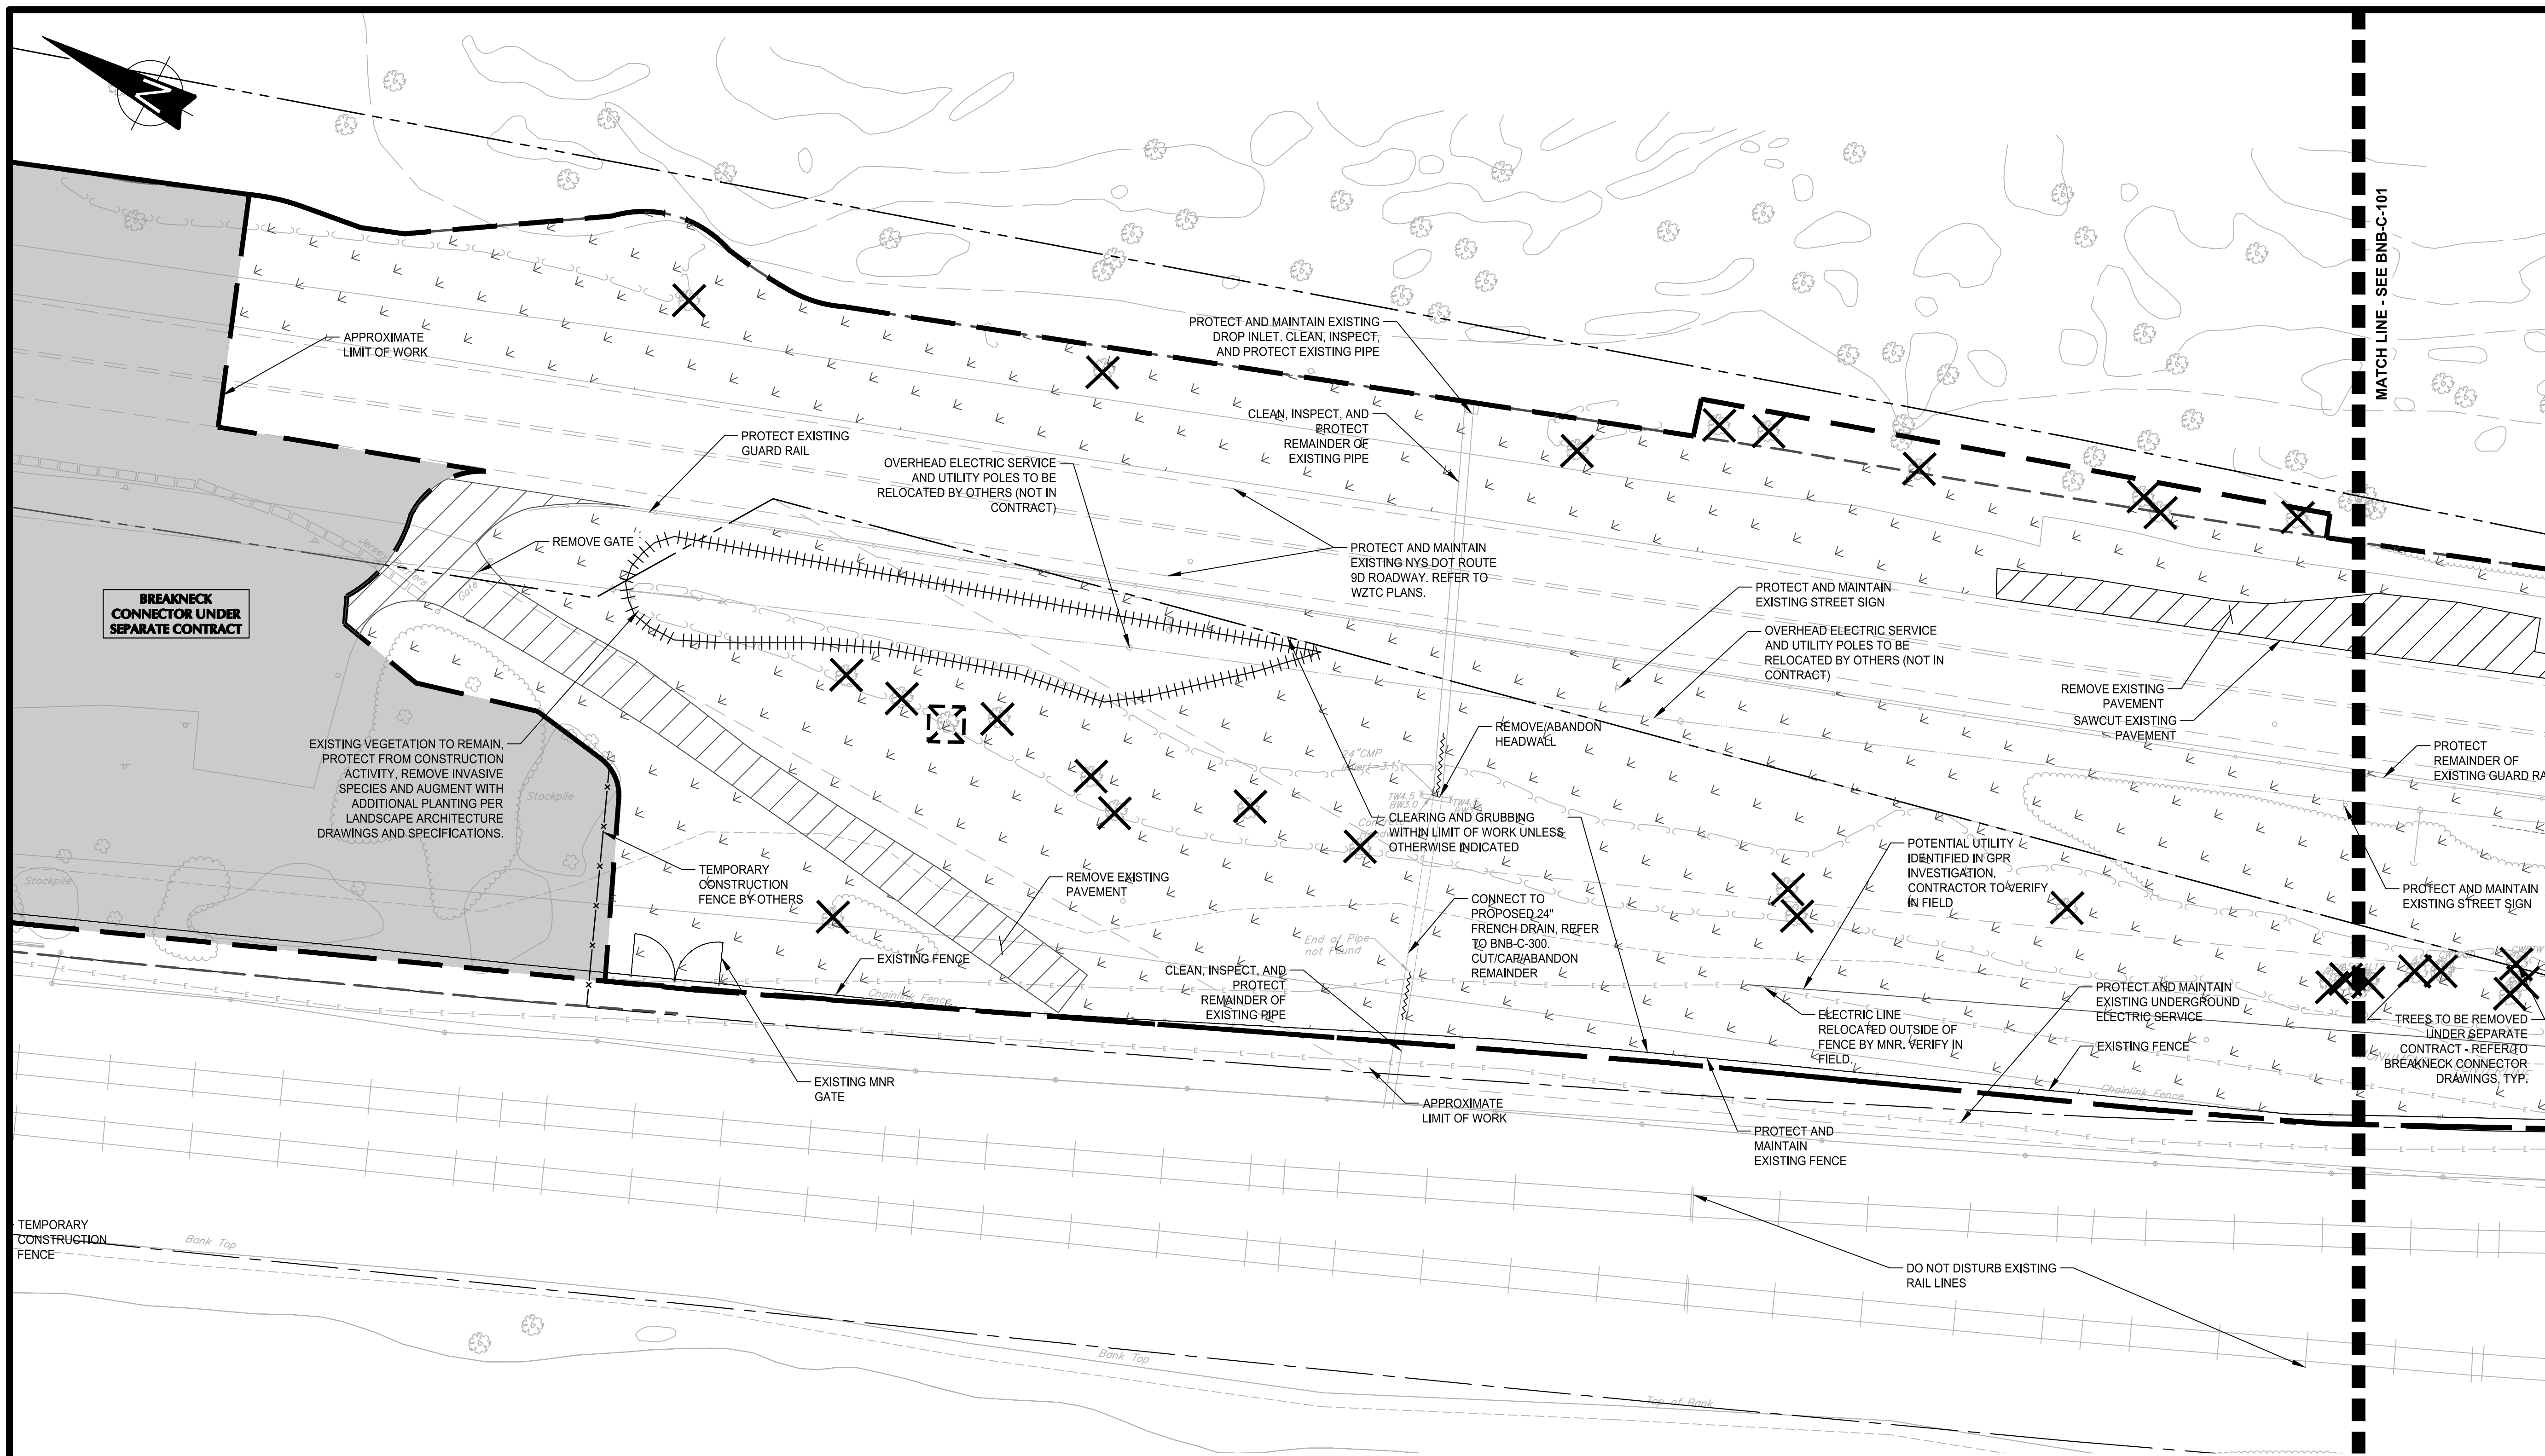 N
MATCH LINE - SEE BNB-C-101
APPROXIMATE
LIMIT OF WORK
PROTECT AND MAINTAIN EXISTING
DROP INLET. CLEAN, INSPECT,
AND PROTECT EXISTING PIPE
CLEAN, INSPECT, AND
PROTECT
REMAINDER OF
EXISTING PIPE
PROTECT EXISTING
GUARD RAIL
OVERHEAD ELECTRIC SERVICE
AND UTILITY POLES TO BE
RELOCATED BY OTHERS (NOT IN
CONTRACT)
REMOVE GATE
Gate
PROTECT AND MAINTAIN
EXISTING NYS DOT ROUTE
9D ROADWAY. REFER TO
WZTC PLANS.
BREAKNECK
CONNECTOR UNDER
SEPARATE CONTRACT
PROTECT AND MAINTAIN
EXISTING STREET SIGN
OVERHEAD ELECTRIC SERVICE
AND UTILITY POLES TO BE
RELOCATED BY OTHERS (NOT IN
CONTRACT)
REMOVE EXISTING
PAVEMENT
SAWCUT EXISTING
PAVEMENT
PROTECT
REMAINDER OF
EXISTING GUARD RA
REMOVE/ABANDON
HEADWALL
24"CMP
TW4.5
BW3.0
EXISTING VEGETATION TO REMAIN,
PROTECT FROM CONSTRUCTION
ACTIVITY, REMOVE INVASIVE
SPECIES AND AUGMENT WITH
ADDITIONAL PLANTING PER
LANDSCAPE ARCHITECTURE
DRAWINGS AND SPECIFICATIONS.
Stockpile
Stockpile
CLEARING AND GRUBBING
WITHIN LIMIT OF WORK UNLESS
OTHERWISE INDICATED
POTENTIAL UTILITY
IDENTIFIED IN GPR
INVESTIGATION.
CONTRACTOR TO VERIFY
IN FIELD
TEMPORARY
CONSTRUCTION
FENCE BY OTHERS
REMOVE EXISTING
PAVEMENT
PROTECT AND MAINTAIN
EXISTING STREET SIGN
CONNECT TO
PROPOSED 24"
FRENCH DRAIN, REFER
TO BNB-C-300.
CUT/CAP/ABANDON
REMAINDER
End of Pipe
not Found
EXISTING FENCE
Chainlink Fence
CLEAN, INSPECT, AND
PROTECT
REMAINDER OF
EXISTING PIPE
PROTECT AND MAINTAIN
EXISTING UNDERGROUND
ELECTRIC SERVICE
ELECTRIC LINE
RELOCATED OUTSIDE OF
FENCE BY MNR. VERIFY IN
FIELD.
TREES TO BE REMOVED
UNDER SEPARATE
CONTRACT - REFER TO
BREAKNECK CONNECTOR
DRAWINGS, TYP.
EXISTING FENCE
Chainlink Fence
EXISTING MNR
GATE
APPROXIMATE
LIMIT OF WORK
PROTECT AND
MAINTAIN
EXISTING FENCE
TEMPORARY
CONSTRUCTION
FENCE
Bank Top
DO NOT DISTURB EXISTING
RAIL LINES
Bank Top
Top of Bank